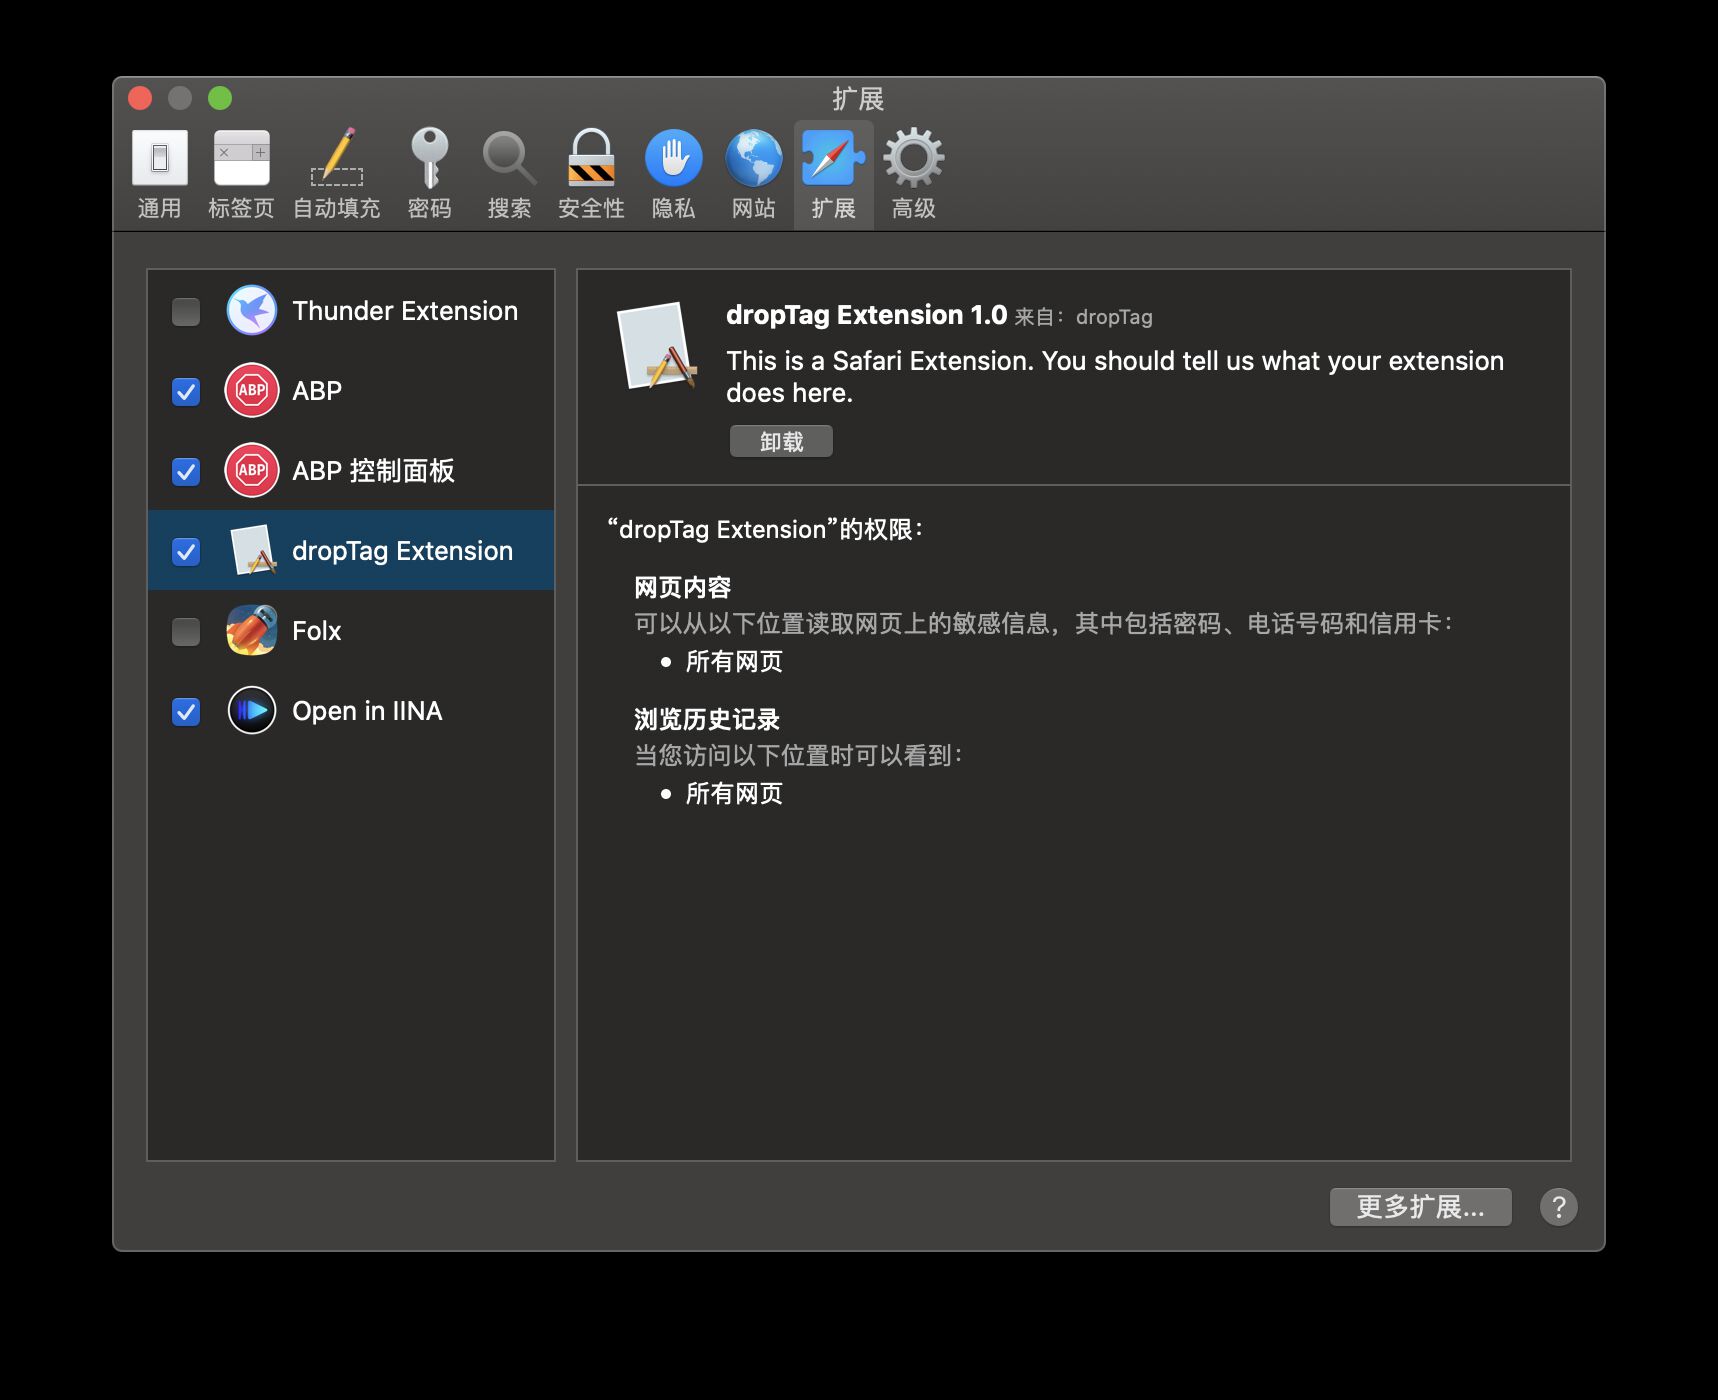 扩展
通用 标签页 自动填充 密码 搜索 安全性 隐私 网站 扩展 高级
Thunder Extension
ABP
ABP
ABP
ABP 控制面板
dropTag Extension
Folx
Open in IINA
dropTag Extension 1.0 来自：dropTag
This is a Safari Extension. You should tell us what your extension
does here.
卸载
“dropTag Extension”的权限：
网页内容
可以从以下位置读取网页上的敏感信息，其中包括密码、电话号码和信用卡：
• 所有网页
浏览历史记录
当您访问以下位置时可以看到：
• 所有网页
更多扩展... ?